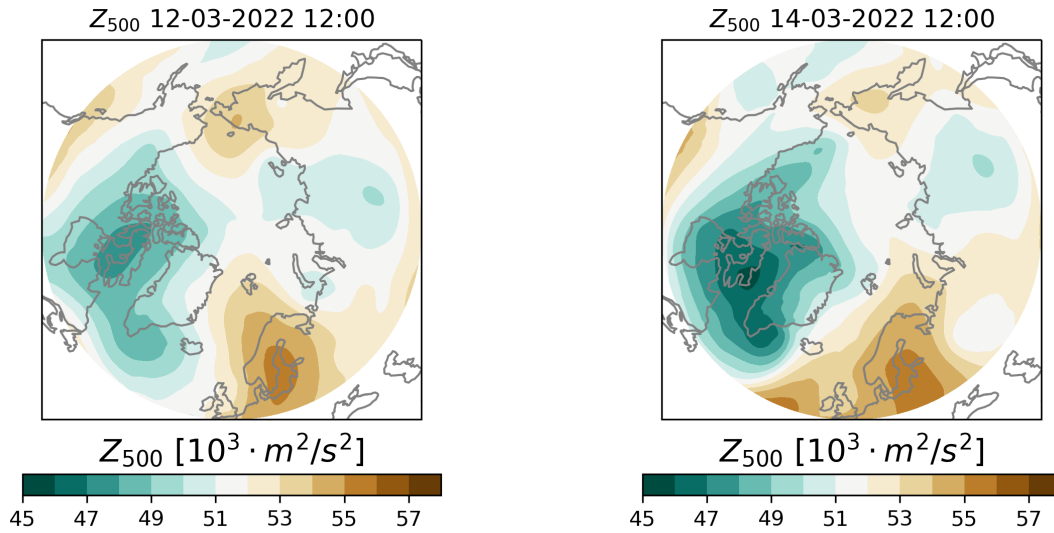 Z₅₀₀ 12-03-2022 12:00
Z₅₀₀ [10³ · m²/s²]
45 47 49 51 53 55 57
Z₅₀₀ 14-03-2022 12:00
Z₅₀₀ [10³ · m²/s²]
45 47 49 51 53 55 57